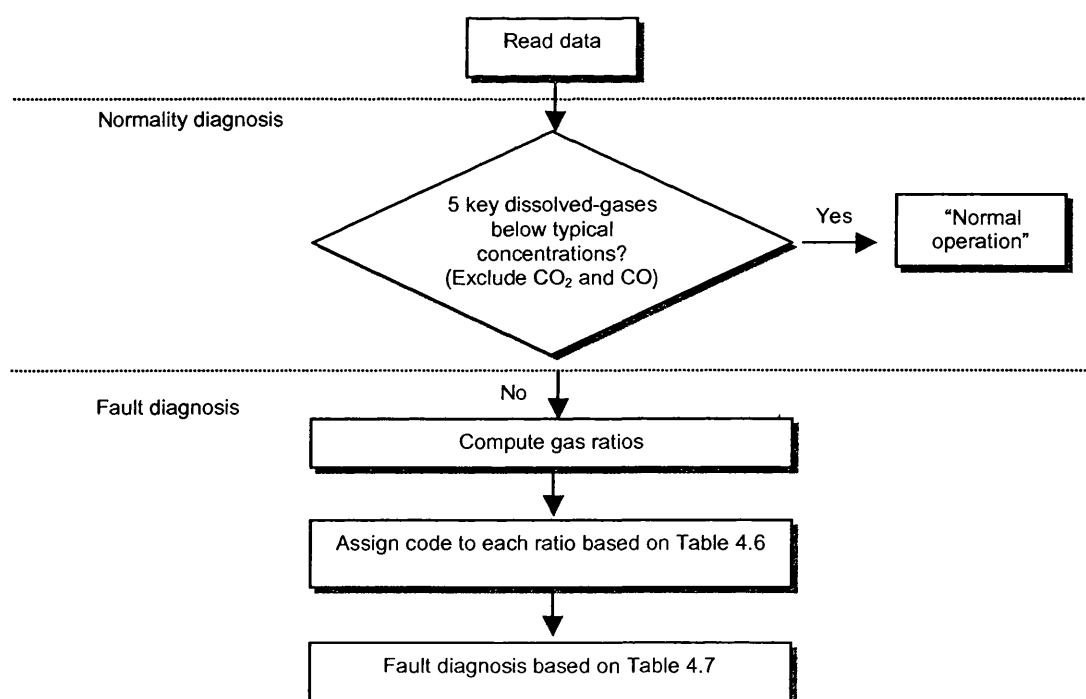 Read data
Normality diagnosis
5 key dissolved-gases
below typical
concentrations?
(Exclude CO₂ and CO)
Yes
“Normal
operation”
No
Fault diagnosis
Compute gas ratios
Assign code to each ratio based on Table 4.6
Fault diagnosis based on Table 4.7